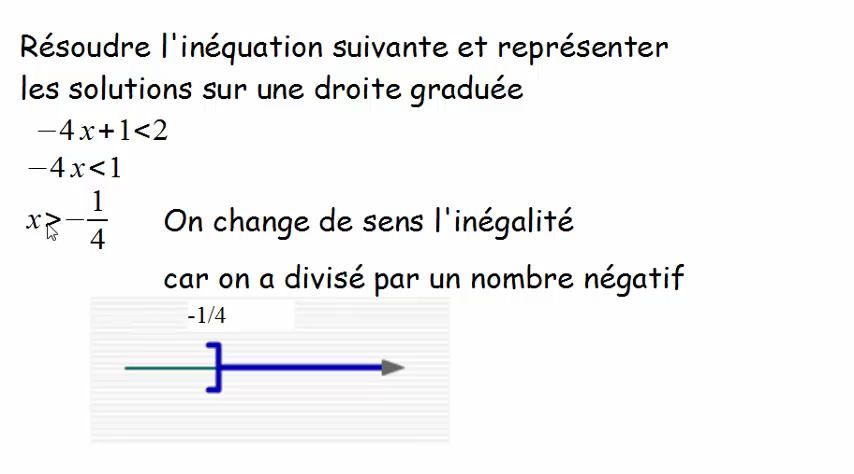 Résoudre l'inéquation suivante et représenter
les solutions sur une droite graduée
−4x+1<2
−4x<1
x>−1/4 On change de sens l'inégalité
car on a divisé par un nombre négatif
-1/4